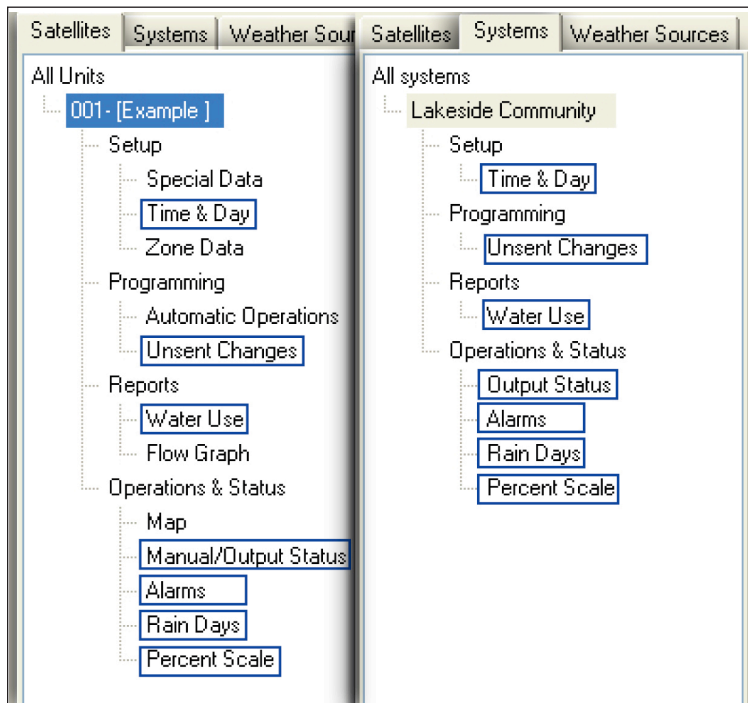 Satellites Systems Weather Sour
All Units
001- [Example ]
Setup
Special Data
Time & Day
Zone Data
Programming
Automatic Operations
Unsent Changes
Reports
Water Use
Flow Graph
Operations & Status
Map
Manual/Output Status
Alarms
Rain Days
Percent Scale
Satellites Systems Weather Sources
All systems
Lakeside Community
Setup
Time & Day
Programming
Unsent Changes
Reports
Water Use
Operations & Status
Output Status
Alarms
Rain Days
Percent Scale